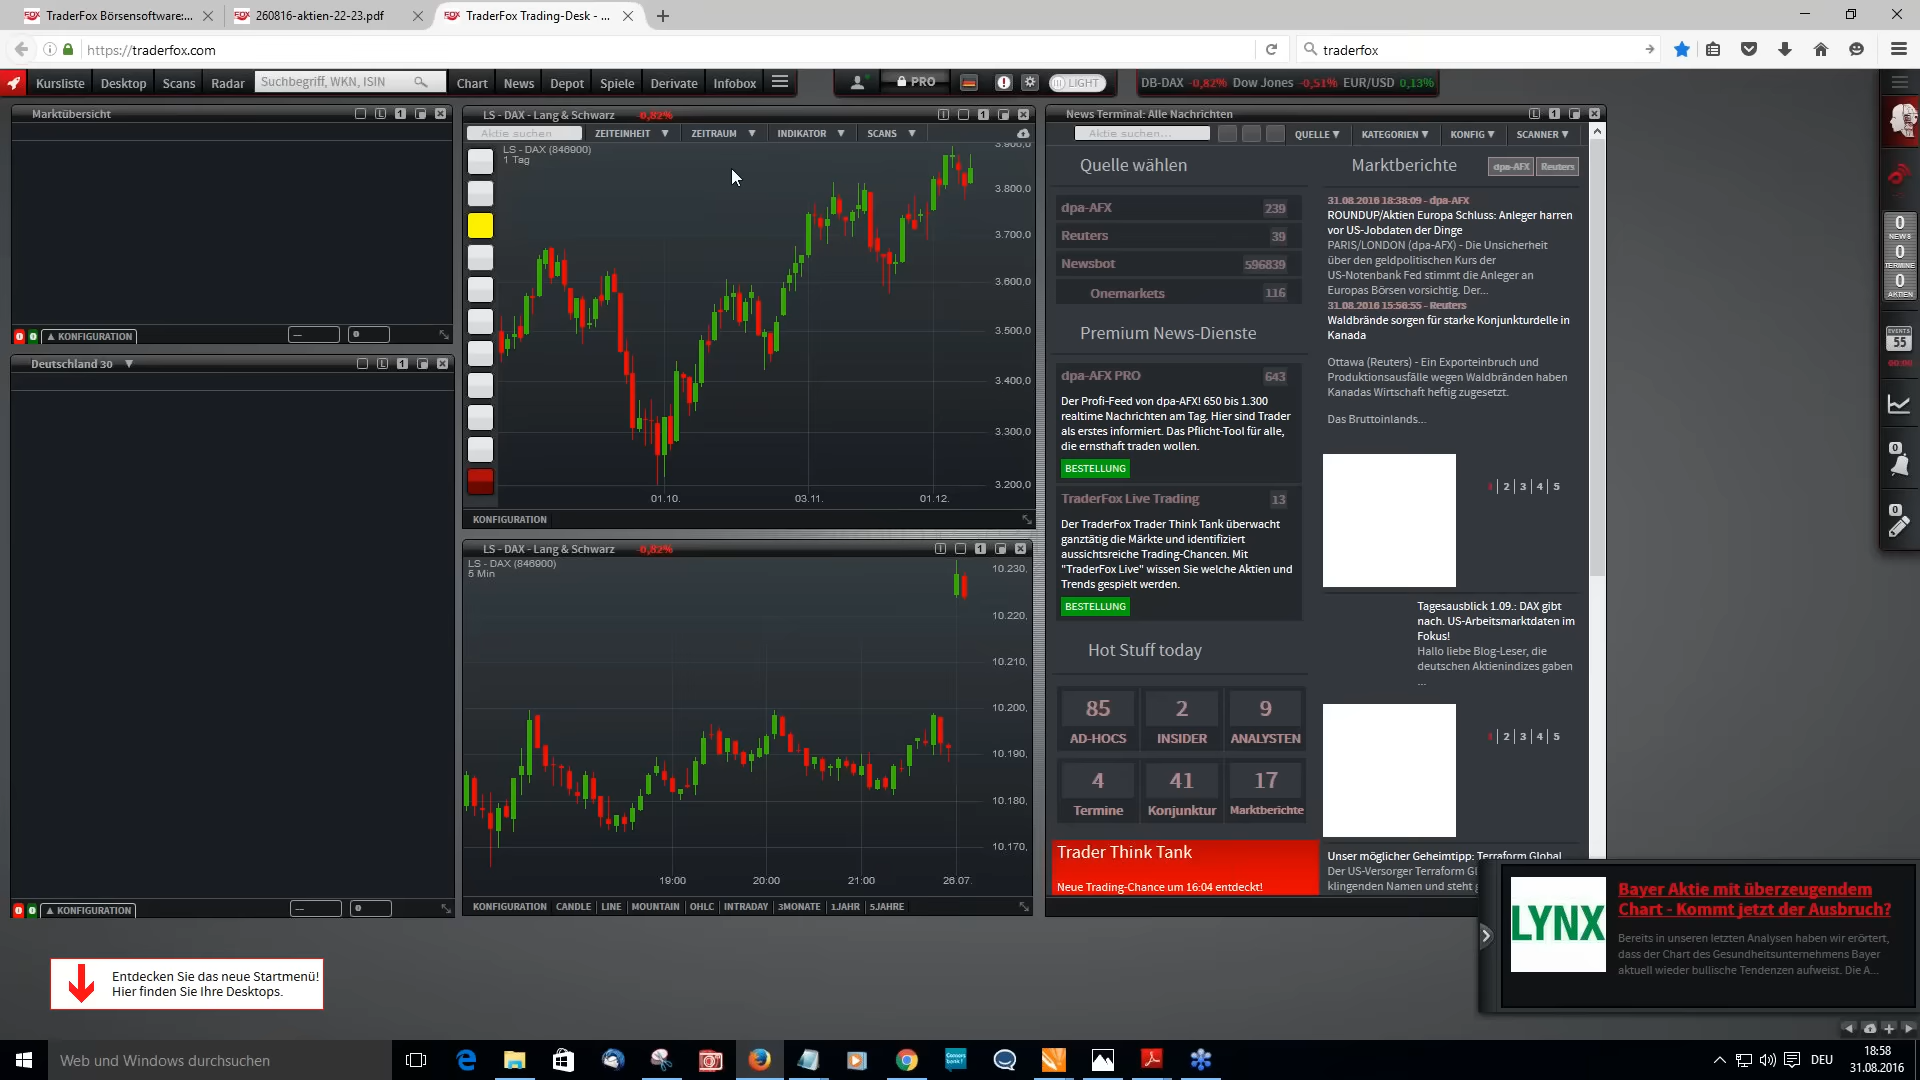 TraderFox Börsensoftware:...
260816-aktien-22-23.pdf
TraderFox Trading-Desk - ...
https://traderfox.com
traderfox
Kursliste Desktop Scans Radar Suchbegriff, WKN, ISIN Chart News Depot Spiele Derivate Infobox
PRO LIGHT DB-DAX -0,82% Dow Jones -0,51% EUR/USD 0,13%
Marktübersicht
KONFIGURATION
Deutschland 30
KONFIGURATION
Entdecken Sie das neue Startmenü!
Hier finden Sie Ihre Desktops.
LS - DAX - Lang & Schwarz -0,82%
Aktie suchen ZEITEINHEIT ZEITRAUM INDIKATOR SCANS
LS - DAX (846900)
1 Tag
3.900,0
3.800,0
3.700,0
3.600,0
3.500,0
3.400,0
3.300,0
3.200,0
01.10. 03.11. 01.12.
KONFIGURATION
LS - DAX - Lang & Schwarz -0,82%
LS - DAX (846900)
5 Min
10.230,
10.220,
10.210,
10.200,
10.190,
10.180,
10.170,
19:00 20:00 21:00 26.07.
KONFIGURATION CANDLE LINE MOUNTAIN OHLC INTRADAY 3MONATE 1JAHR 5JAHRE
News Terminal: Alle Nachrichten
Aktie suchen... QUELLE KATEGORIEN KONFIG SCANNER
Quelle wählen
dpa-AFX 239
Reuters 39
Newsbot 596839
Onemarkets 116
Premium News-Dienste
dpa-AFX PRO 643
Der Profi-Feed von dpa-AFX! 650 bis 1.300
realtime Nachrichten am Tag. Hier sind Trader
als erstes informiert. Das Pflicht-Tool für alle,
die ernsthaft traden wollen.
BESTELLUNG
TraderFox Live Trading 13
Der TraderFox Trader Think Tank überwacht
ganztätig die Märkte und identifiziert
aussichtsreiche Trading-Chancen. Mit
"TraderFox Live" wissen Sie welche Aktien und
Trends gespielt werden.
BESTELLUNG
Hot Stuff today
85 2 9
AD-HOCS INSIDER ANALYSTEN
4 41 17
Termine Konjunktur Marktberichte
Trader Think Tank
Neue Trading-Chance um 16:04 entdeckt!
Marktberichte dpa-AFX Reuters
31.08.2016 18:38:09 - dpa-AFX
ROUNDUP/Aktien Europa Schluss: Anleger harren
vor US-Jobdaten der Dinge
PARIS/LONDON (dpa-AFX) - Die Unsicherheit
über den geldpolitischen Kurs der
US-Notenbank Fed stimmt die Anleger an
Europas Börsen vorsichtig. Der...
31.08.2016 15:56:55 - Reuters
Waldbrände sorgen für starke Konjunkturdelle in
Kanada
Ottawa (Reuters) - Ein Exporteinbruch und
Produktionsausfälle wegen Waldbränden haben
Kanadas Wirtschaft heftig zugesetzt.
Das Bruttoinlands...
1 | 2 | 3 | 4 | 5
Tagesausblick 1.09.: DAX gibt
nach. US-Arbeitsmarktdaten im
Fokus!
Hallo liebe Blog-Leser, die
deutschen Aktienindizes gaben
...
1 | 2 | 3 | 4 | 5
Unser möglicher Geheimtipp: Terraform Global
Der US-Versorger Terraform
klingenden Namen und steht
LYNX
Bayer Aktie mit überzeugendem
Chart - Kommt jetzt der Ausbruch?
Bereits in unseren letzten Analysen haben wir erörtert,
dass der Chart des Gesundheitsunternehmens Bayer
aktuell wieder bullische Tendenzen aufweist. Die A...
0
NEWS
0
TERMINE
0
AKTIEN
EVENTS
55
00:00
0
0
Web und Windows durchsuchen
DEU
18:58
31.08.2016